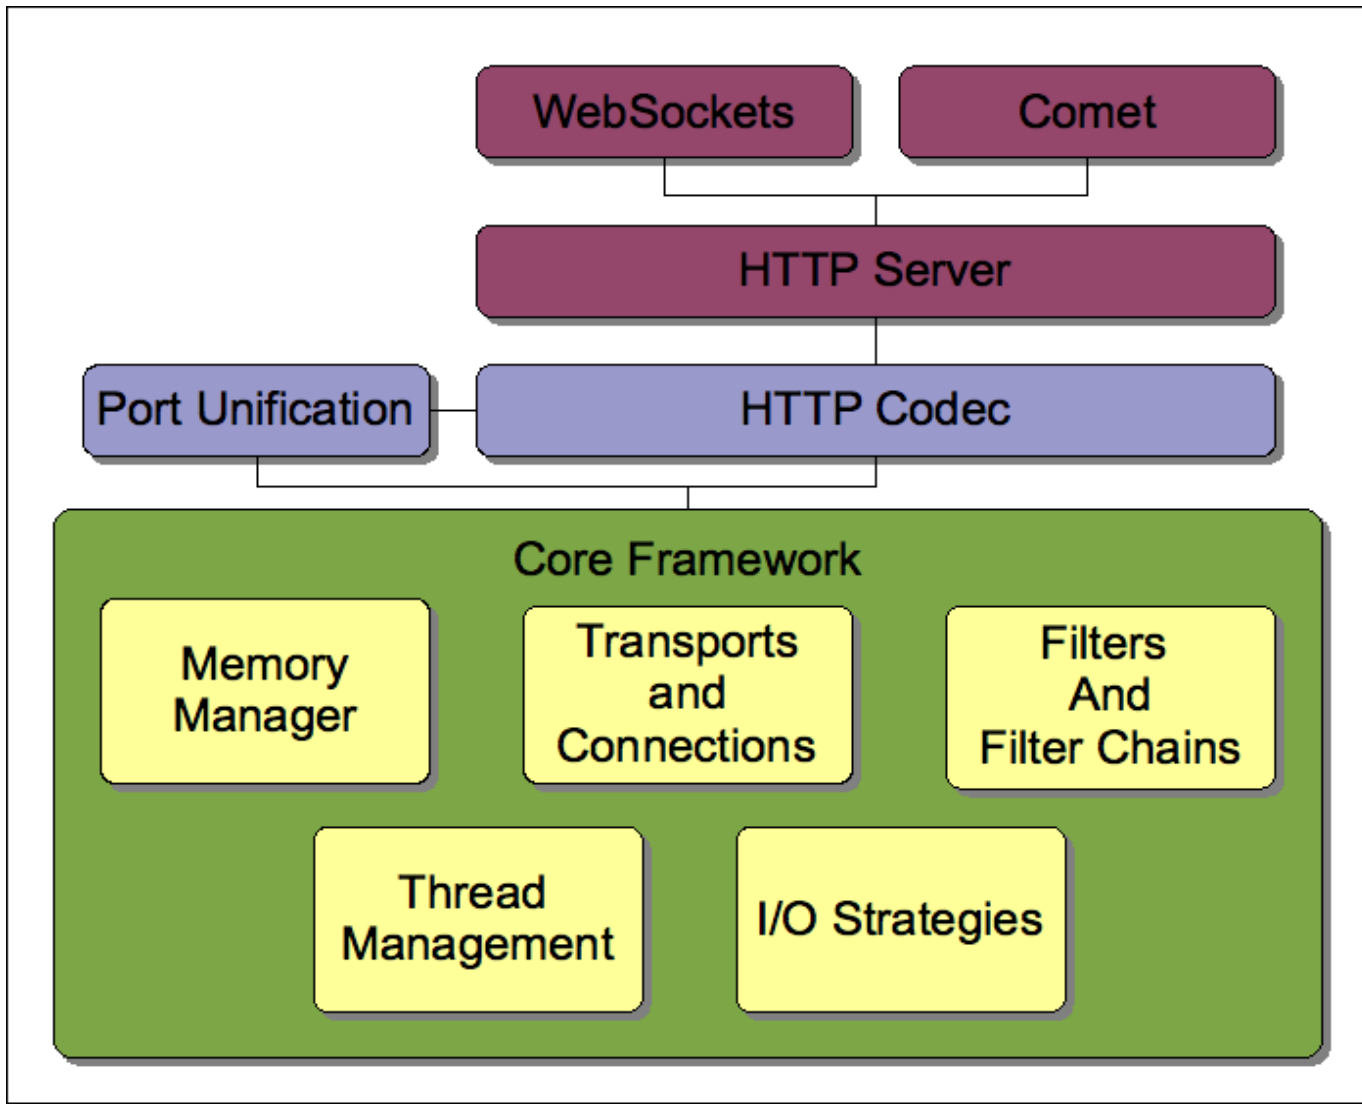 WebSockets
Comet
HTTP Server
Port Unification
HTTP Codec
Core Framework
Memory
Manager
Transports
and
Connections
Filters
And
Filter Chains
Thread
Management
I/O Strategies